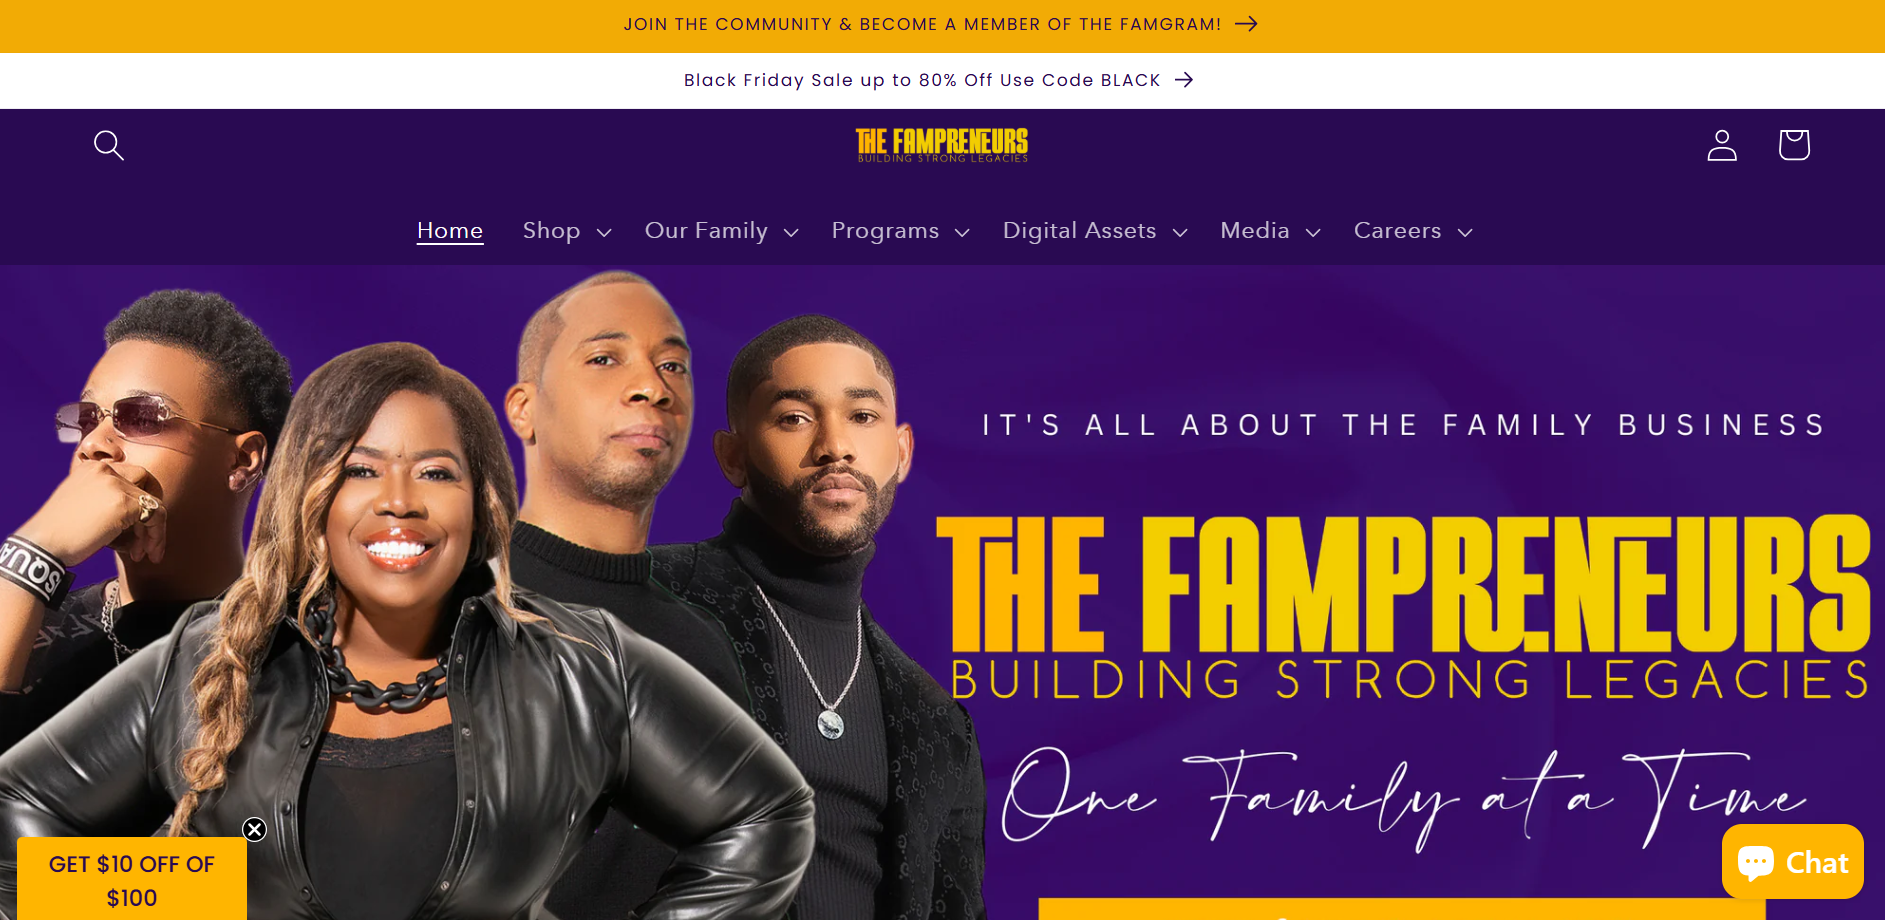 JOIN THE COMMUNITY & BECOME A MEMBER OF THE FAMGRAM!
Black Friday Sale up to 80% Off Use Code BLACK
THE FAMPRENEURS
BUILDING STRONG LEGACIES
Home Shop Our Family Programs Digital Assets Media Careers
IT'S ALL ABOUT THE FAMILY BUSINESS
THE FAMPRENEURS
BUILDING STRONG LEGACIES
One Family at a Time
SQUA
GET $10 OFF OF
$100
Chat